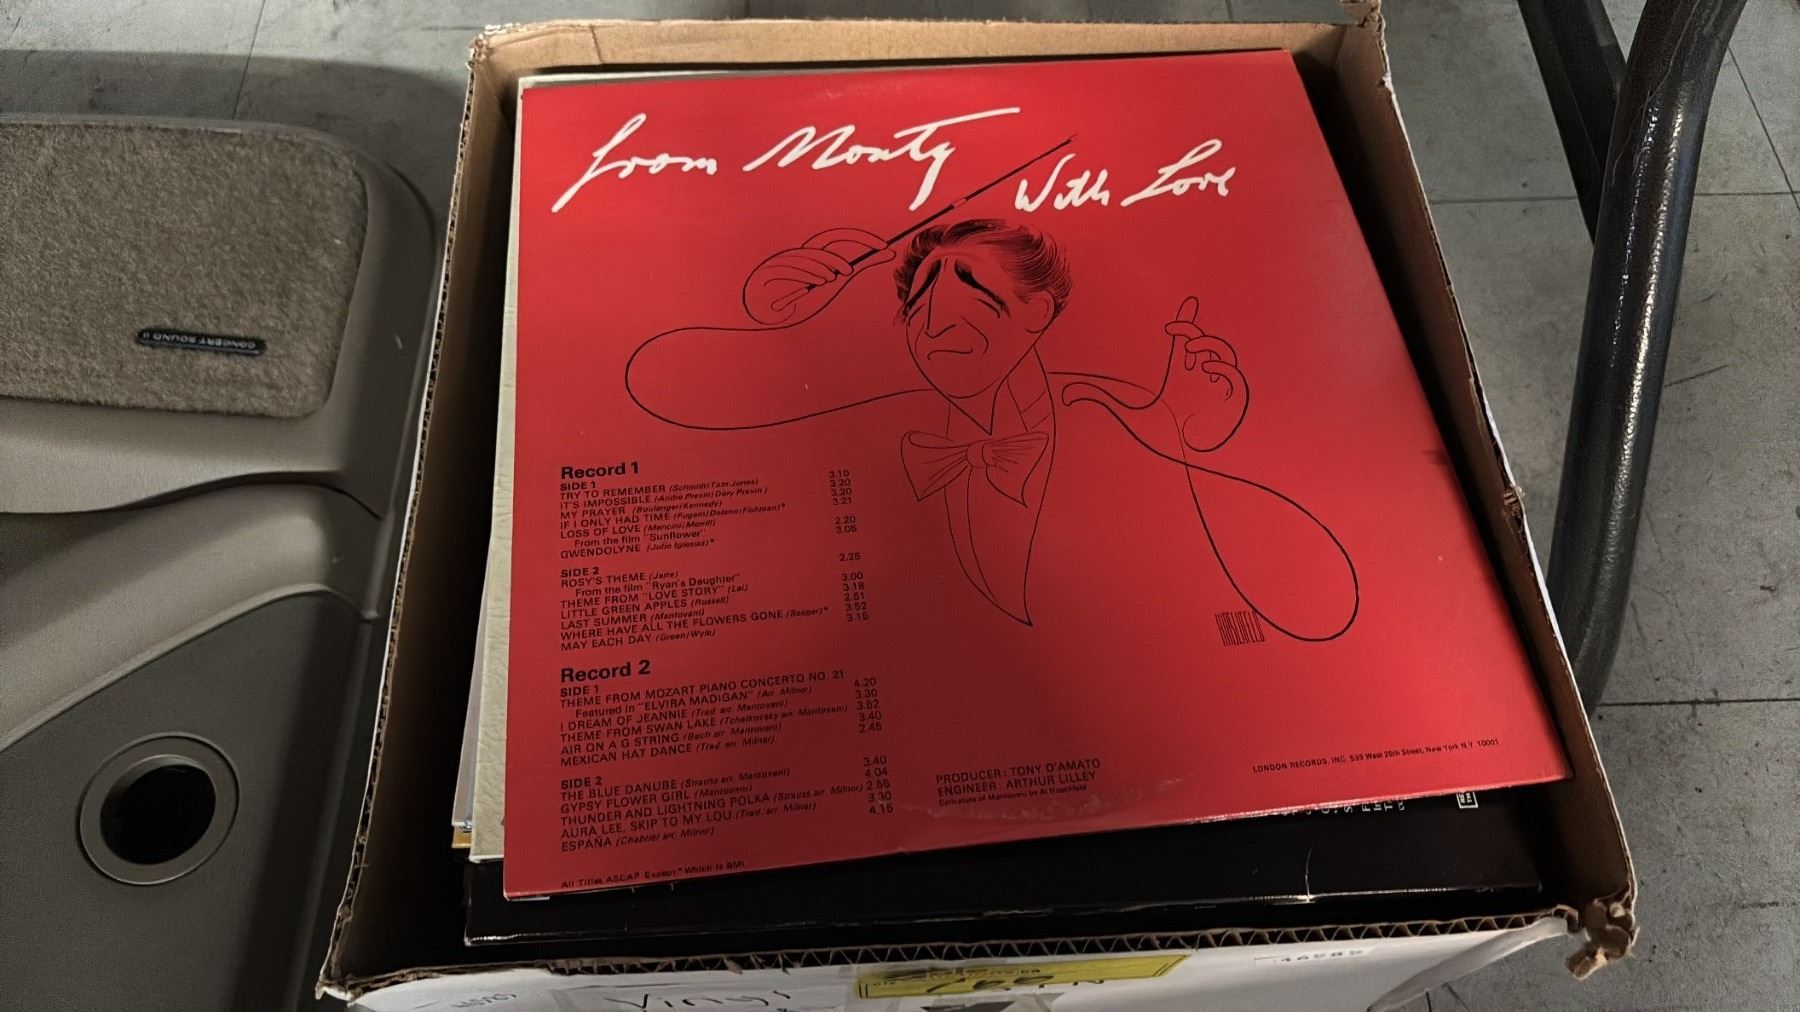 From Monty
With Love
CONCERT SOUND II
Record 1
SIDE 1
TRY TO REMEMBER (Schmidt/Tom Jones) 3.10
IT'S IMPOSSIBLE (Andre Previn/Dory Previn) 3.20
MY PRAYER (Boulanger/Kennedy) 3.20
IF I ONLY HAD TIME (Fugain/Delano/Fishman)* 3.21
LOSS OF LOVE (Mancini/Merrill) 2.20
From the film "Sunflower"
GWENDOLYNE (Julio Iglesias)* 3.05
SIDE 2
ROSY'S THEME (Jarre) 2.25
From the film "Ryan's Daughter"
THEME FROM "LOVE STORY" (Lai) 3.00
LITTLE GREEN APPLES (Russell) 3.18
LAST SUMMER (Mantovani) 2.51
WHERE HAVE ALL THE FLOWERS GONE (Seeger)* 3.52
MAY EACH DAY (Green/Wyle) 3.15
Record 2
SIDE 1
THEME FROM MOZART PIANO CONCERTO NO. 21 4.20
Featured in "ELVIRA MADIGAN" (Arr. Milner)
I DREAM OF JEANNIE (Trad. arr. Mantovani) 3.30
THEME FROM SWAN LAKE (Tchaikovsky arr. Mantovani) 3.52
AIR ON A G STRING (Bach arr. Mantovani) 3.40
MEXICAN HAT DANCE (Trad. arr. Milner) 2.45
SIDE 2
THE BLUE DANUBE (Strauss arr. Mantovani) 3.40
GYPSY FLOWER GIRL (Mantovani) 4.04
THUNDER AND LIGHTNING POLKA (Strauss arr. Milner) 2.55
AURA LEE, SKIP TO MY LOU (Trad. arr. Milner) 3.30
ESPAÑA (Chabrier arr. Milner) 4.15
All Titles ASCAP Except *Which is BMI
HIRSCHFELD
PRODUCER: TONY D'AMATO
ENGINEER: ARTHUR LILLEY
Caricature of Mantovani by Al Hirschfeld
LONDON RECORDS, INC. 539 West 25th Street, New York N.Y. 10001